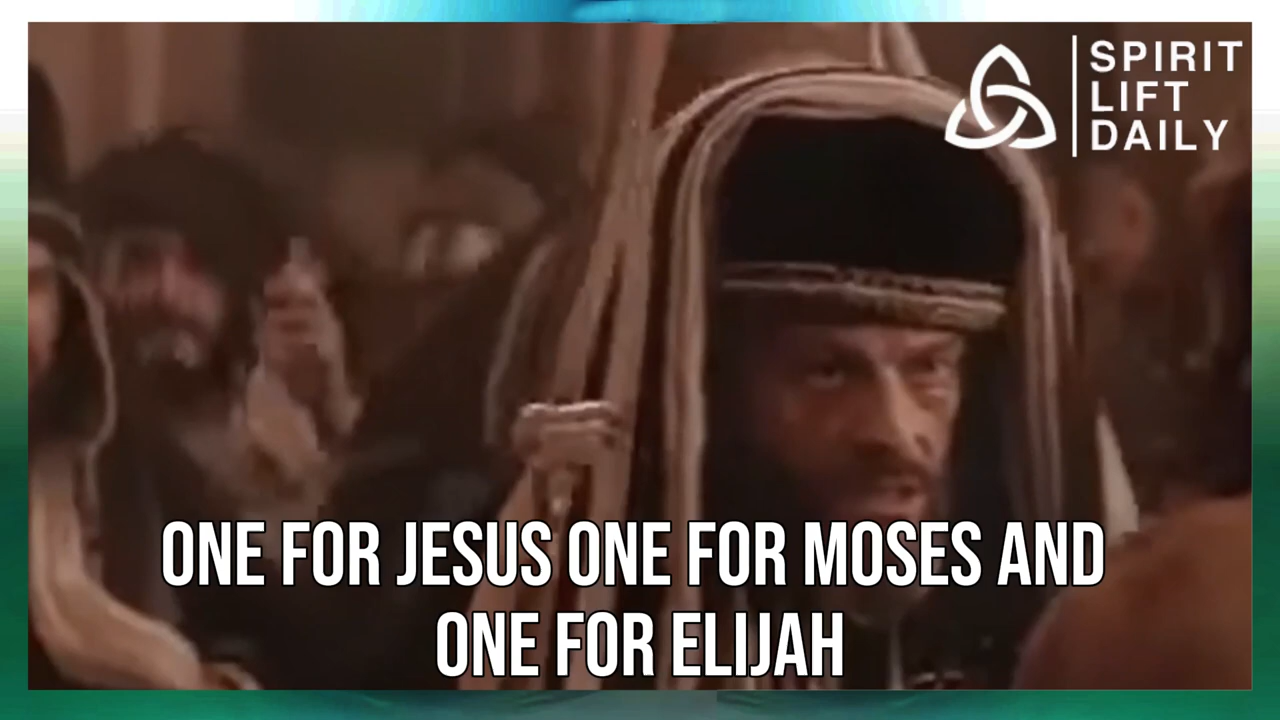 SPIRIT
LIFT
DAILY
ONE FOR JESUS ONE FOR MOSES AND
ONE FOR ELIJAH